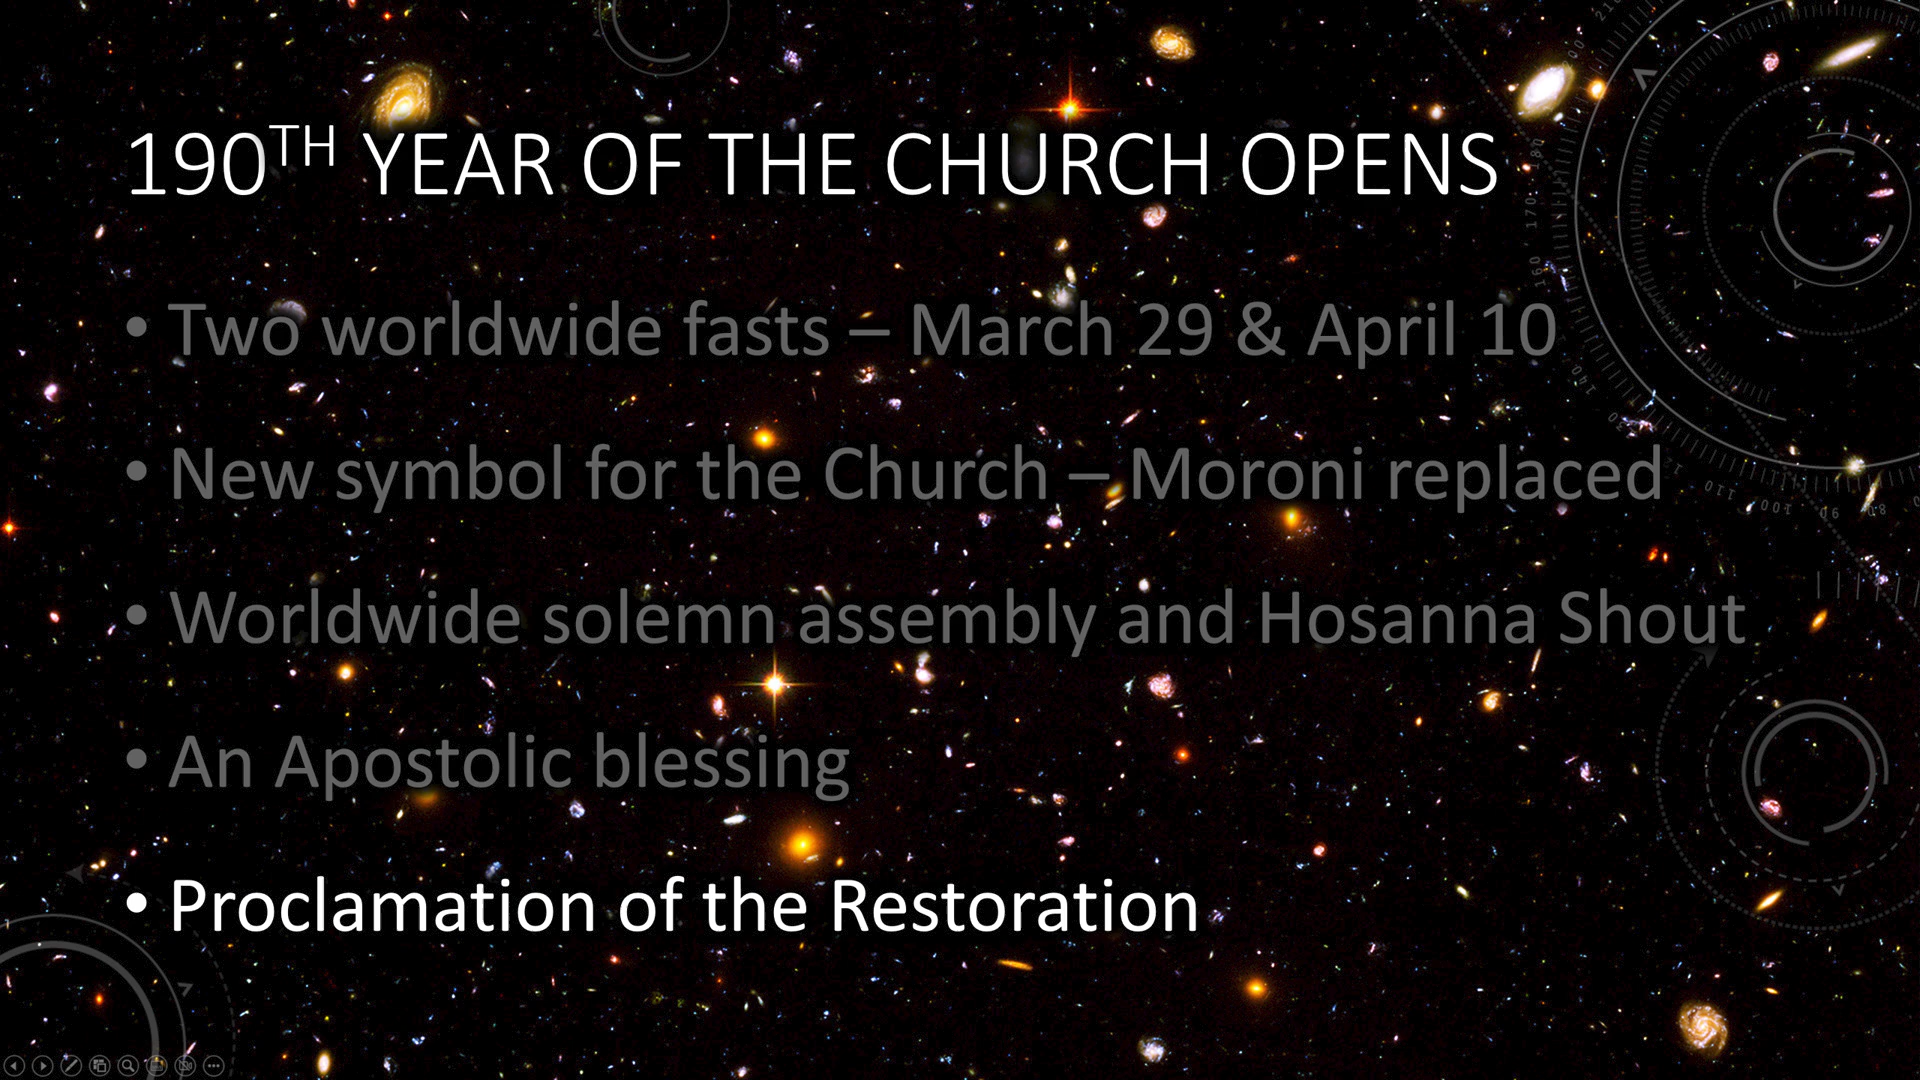 190TH YEAR OF THE CHURCH OPENS
• Two worldwide fasts – March 29 & April 10
• New symbol for the Church – Moroni replaced
• Worldwide solemn assembly and Hosanna Shout
• An Apostolic blessing
• Proclamation of the Restoration